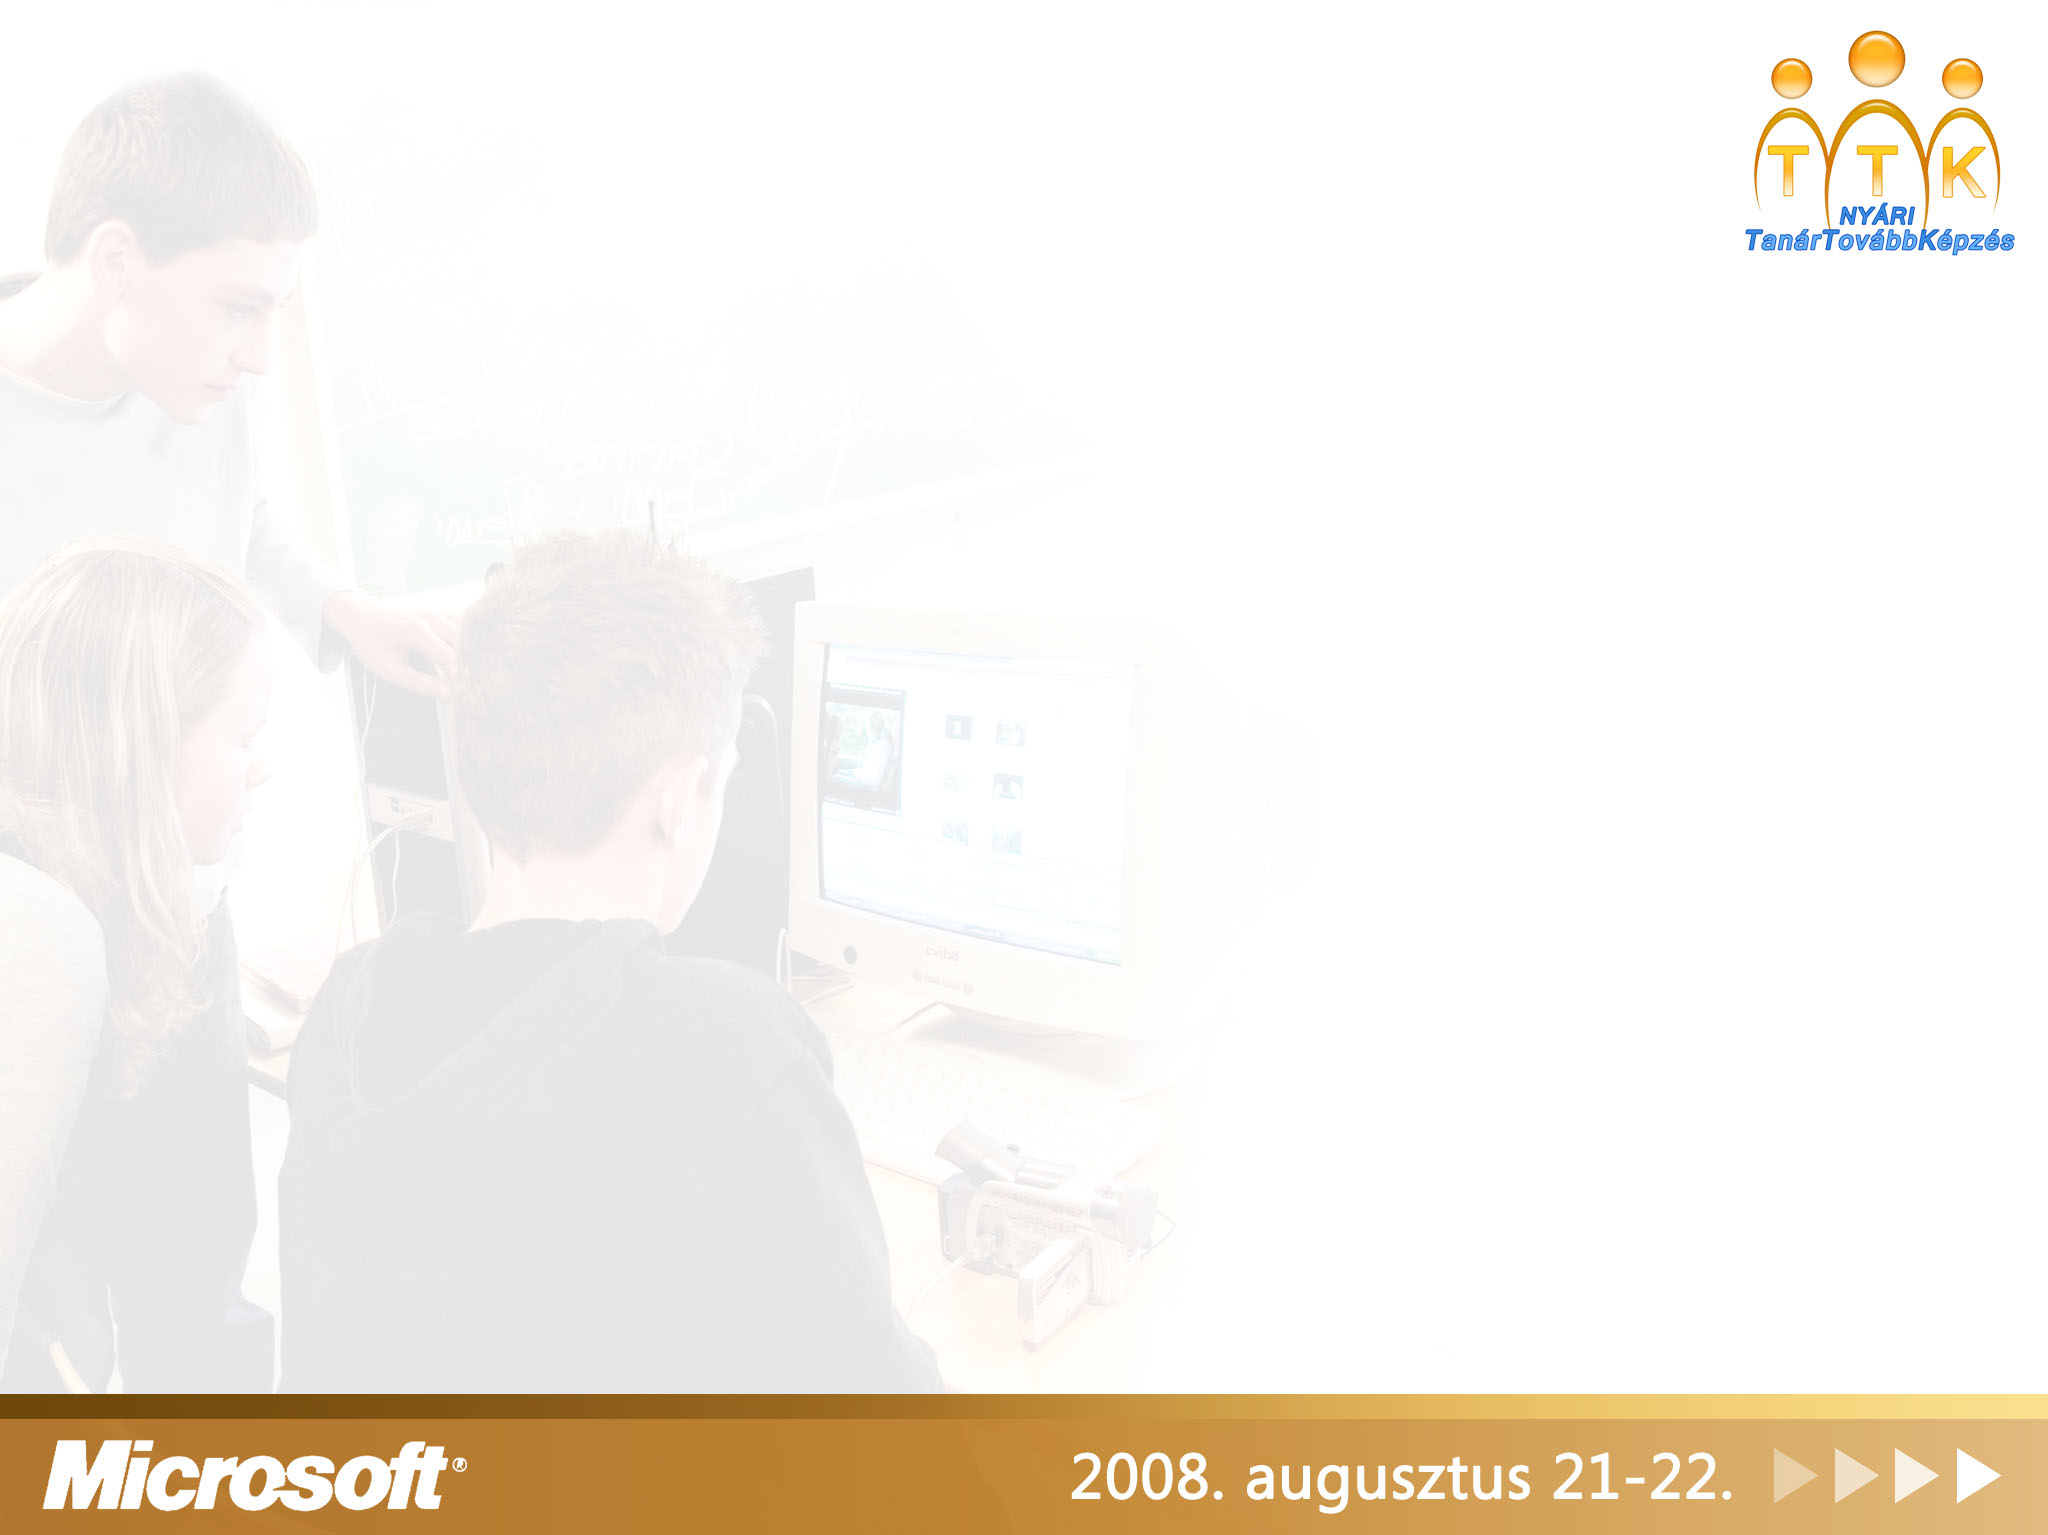 T T K
NYÁRI
TanárTovábbKépzés
Microsoft®
2008. augusztus 21-22.